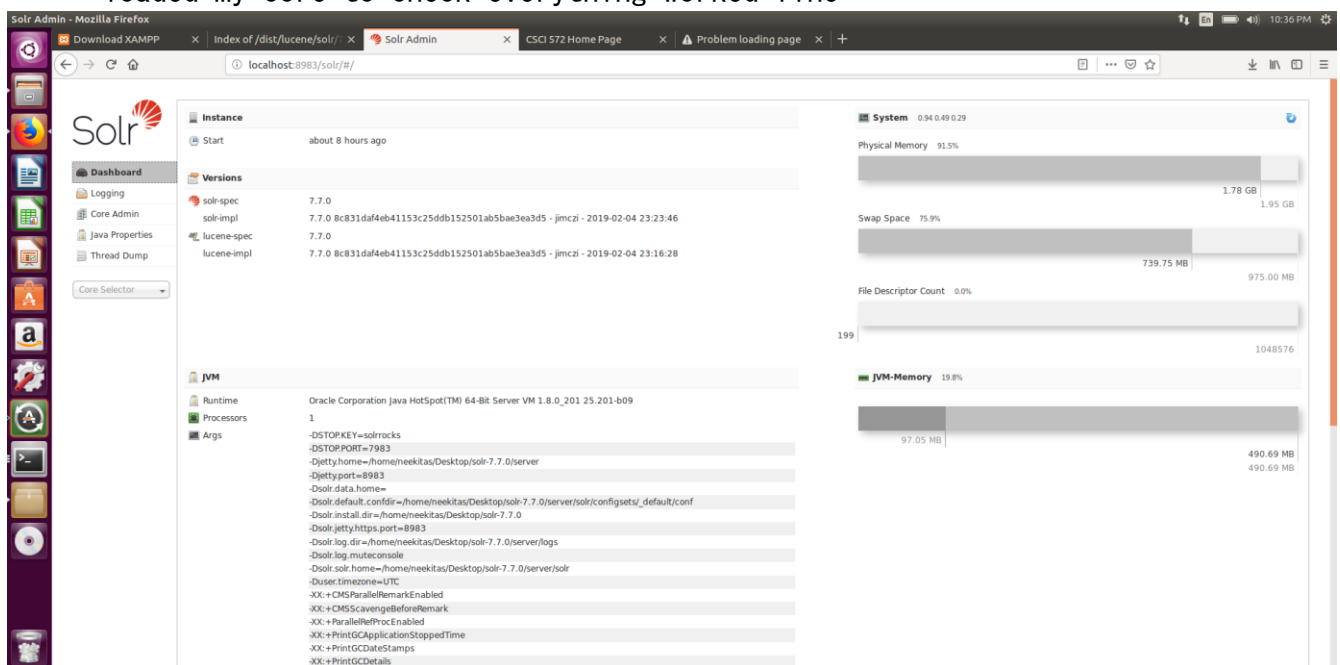 Solr Admin - Mozilla Firefox
En
10:36 PM
Download XAMPP
Index of /dist/lucene/solr/7
Solr Admin
CSCI 572 Home Page
Problem loading page
localhost:8983/solr/#/
Solr
Dashboard
Logging
Core Admin
Java Properties
Thread Dump
Core Selector
Instance
Start about 8 hours ago
Versions
solr-spec 7.7.0
solr-impl 7.7.0 8c831daf4eb41153c25ddb152501ab5bae3ea3d5 - jimczi - 2019-02-04 23:23:46
lucene-spec 7.7.0
lucene-impl 7.7.0 8c831daf4eb41153c25ddb152501ab5bae3ea3d5 - jimczi - 2019-02-04 23:16:28
System 0.94 0.49 0.29
Physical Memory 91.5%
1.78 GB
1.95 GB
Swap Space 75.9%
739.75 MB
975.00 MB
File Descriptor Count 0.0%
199
1048576
JVM
Runtime Oracle Corporation Java HotSpot(TM) 64-Bit Server VM 1.8.0_201 25.201-b09
Processors 1
Args -DSTOP.KEY=solrrocks
-DSTOP.PORT=7983
-Djetty.home=/home/neekitas/Desktop/solr-7.7.0/server
-Djetty.port=8983
-Dsolr.data.home=
-Dsolr.default.confdir=/home/neekitas/Desktop/solr-7.7.0/server/solr/configsets/_default/conf
-Dsolr.install.dir=/home/neekitas/Desktop/solr-7.7.0
-Dsolr.jetty.https.port=8983
-Dsolr.log.dir=/home/neekitas/Desktop/solr-7.7.0/server/logs
-Dsolr.log.muteconsole
-Dsolr.solr.home=/home/neekitas/Desktop/solr-7.7.0/server/solr
-Duser.timezone=UTC
-XX:+CMSParallelRemarkEnabled
-XX:+CMSScavengeBeforeRemark
-XX:+ParallelRefProcEnabled
-XX:+PrintGCApplicationStoppedTime
-XX:+PrintGCDateStamps
-XX:+PrintGCDetails
JVM-Memory 19.8%
97.05 MB
490.69 MB
490.69 MB